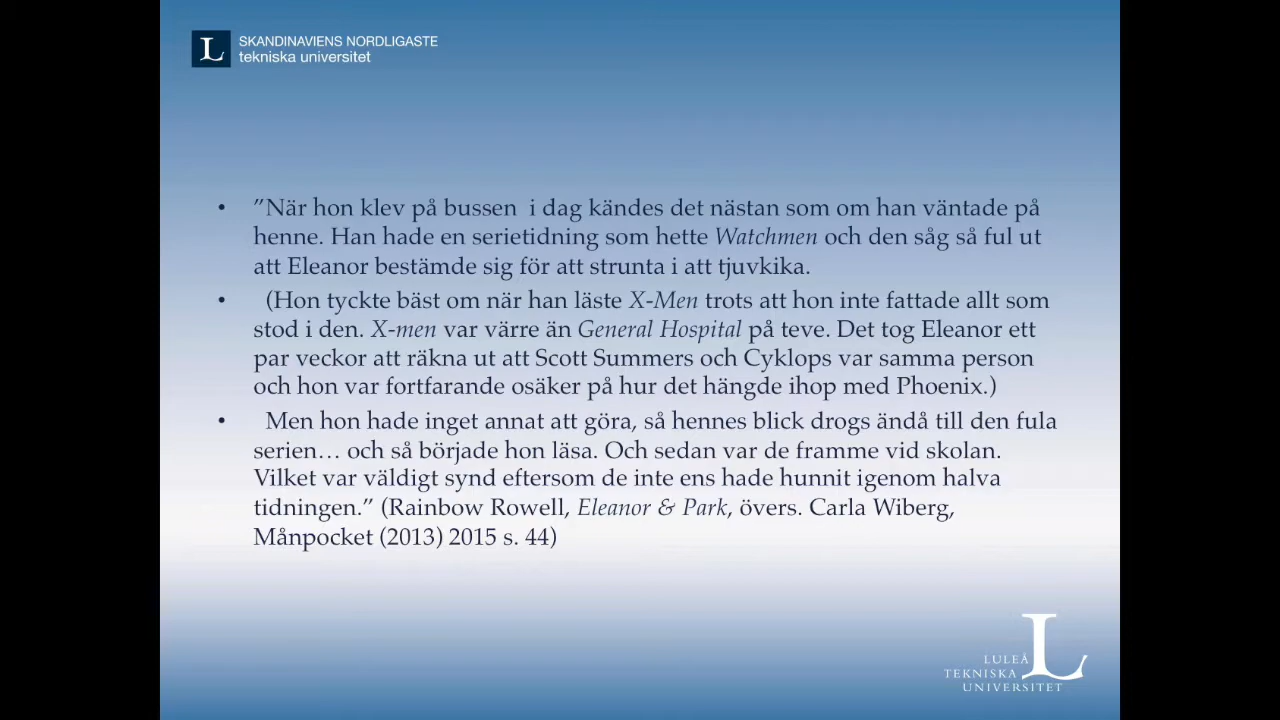 L SKANDINAVIENS NORDLIGASTE
tekniska universitet
• ”När hon klev på bussen i dag kändes det nästan som om han väntade på
henne. Han hade en serietidning som hette Watchmen och den såg så ful ut
att Eleanor bestämde sig för att strunta i att tjuvkika.
• (Hon tyckte bäst om när han läste X-Men trots att hon inte fattade allt som
stod i den. X-men var värre än General Hospital på teve. Det tog Eleanor ett
par veckor att räkna ut att Scott Summers och Cyklops var samma person
och hon var fortfarande osäker på hur det hängde ihop med Phoenix.)
• Men hon hade inget annat att göra, så hennes blick drogs ändå till den fula
serien… och så började hon läsa. Och sedan var de framme vid skolan.
Vilket var väldigt synd eftersom de inte ens hade hunnit igenom halva
tidningen.” (Rainbow Rowell, Eleanor & Park, övers. Carla Wiberg,
Månpocket (2013) 2015 s. 44)
L
LULEÅ
TEKNISKA
UNIVERSITET